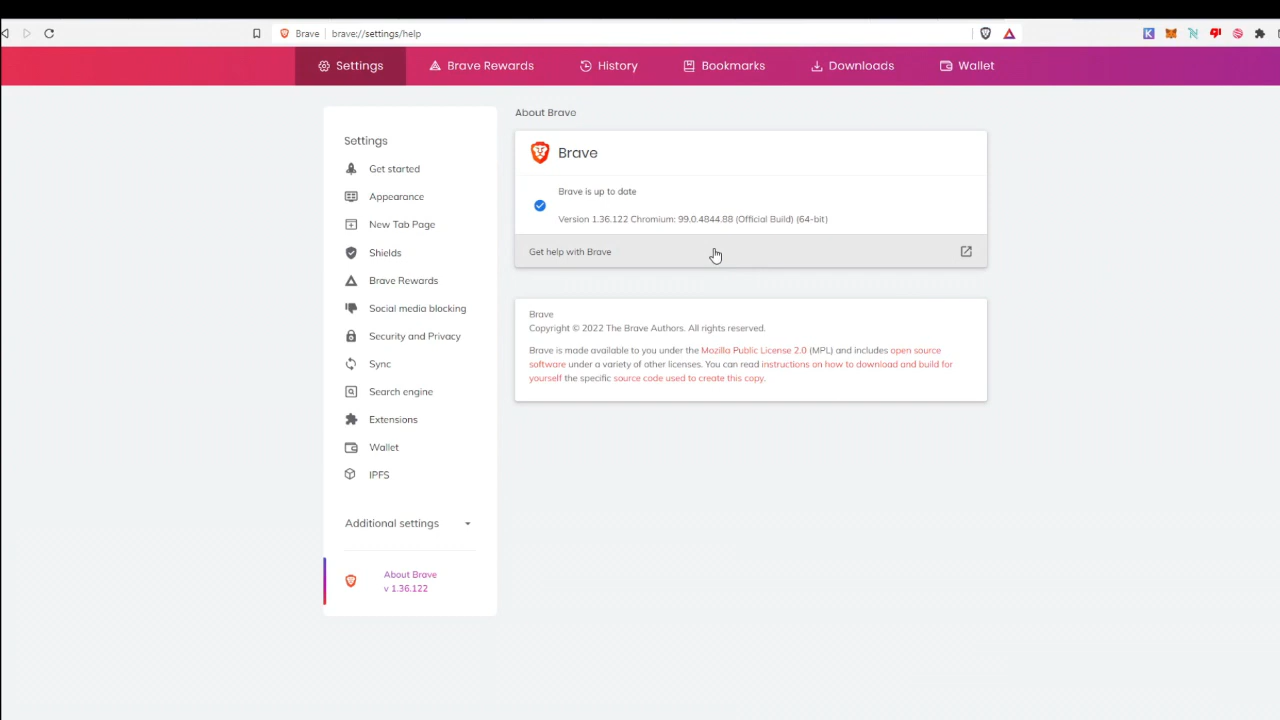 Brave | brave://settings/help
Settings Brave Rewards History Bookmarks Downloads Wallet
Settings
Get started
Appearance
New Tab Page
Shields
Brave Rewards
Social media blocking
Security and Privacy
Sync
Search engine
Extensions
Wallet
IPFS
Additional settings
About Brave
v 1.36.122
About Brave
Brave
Brave is up to date
Version 1.36.122 Chromium: 99.0.4844.88 (Official Build) (64-bit)
Get help with Brave
Brave
Copyright © 2022 The Brave Authors. All rights reserved.
Brave is made available to you under the Mozilla Public License 2.0 (MPL) and includes open source
software under a variety of other licenses. You can read instructions on how to download and build for
yourself the specific source code used to create this copy.